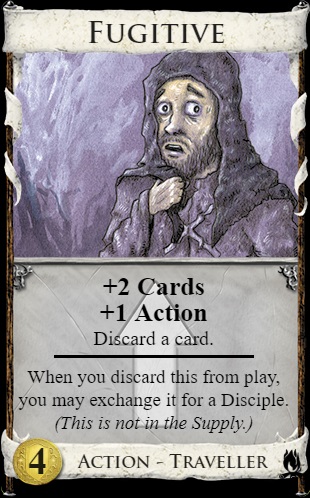 FUGITIVE
+2 Cards
+1 Action
Discard a card.
When you discard this from play,
you may exchange it for a Disciple.
(This is not in the Supply.)
4
ACTION - TRAVELLER